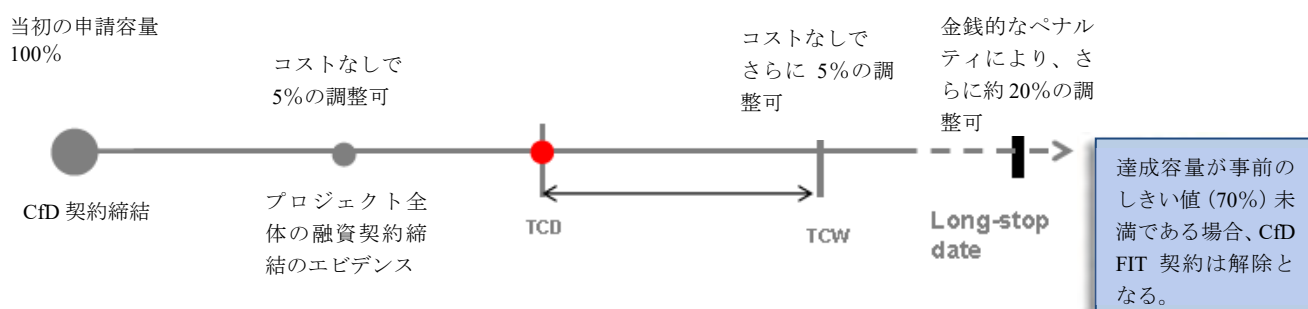 当初の申請容量
100%
コストなしで
5%の調整可
コストなしで
さらに 5%の調
整可
金銭的なペナル
ティにより、さ
らに約 20%の調
整可
CfD 契約締結
プロジェクト全
体の融資契約締
結のエビデンス
TCD
TCW
Long-stop
date
達成容量が事前の
しきい値（70%）未
満である場合、CfD
FIT 契約は解除と
なる。